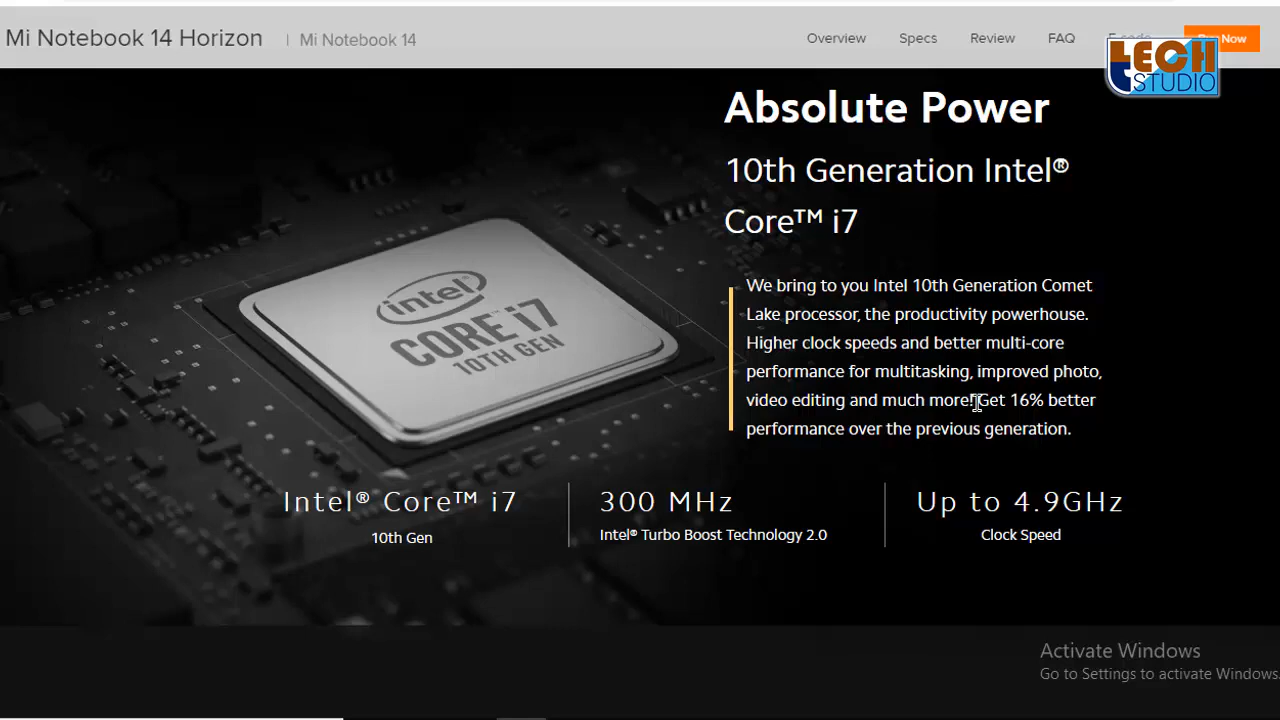 Mi Notebook 14 Horizon | Mi Notebook 14 Overview Specs Review FAQ Now
tECH
STUDIO
Absolute Power
10th Generation Intel®
Core™ i7
We bring to you Intel 10th Generation Comet
Lake processor, the productivity powerhouse.
Higher clock speeds and better multi-core
performance for multitasking, improved photo,
video editing and much more! Get 16% better
performance over the previous generation.
intel
CORE™ i7
10TH GEN
Intel® Core™ i7
10th Gen
300 MHz
Intel® Turbo Boost Technology 2.0
Up to 4.9GHz
Clock Speed
Activate Windows
Go to Settings to activate Windows.